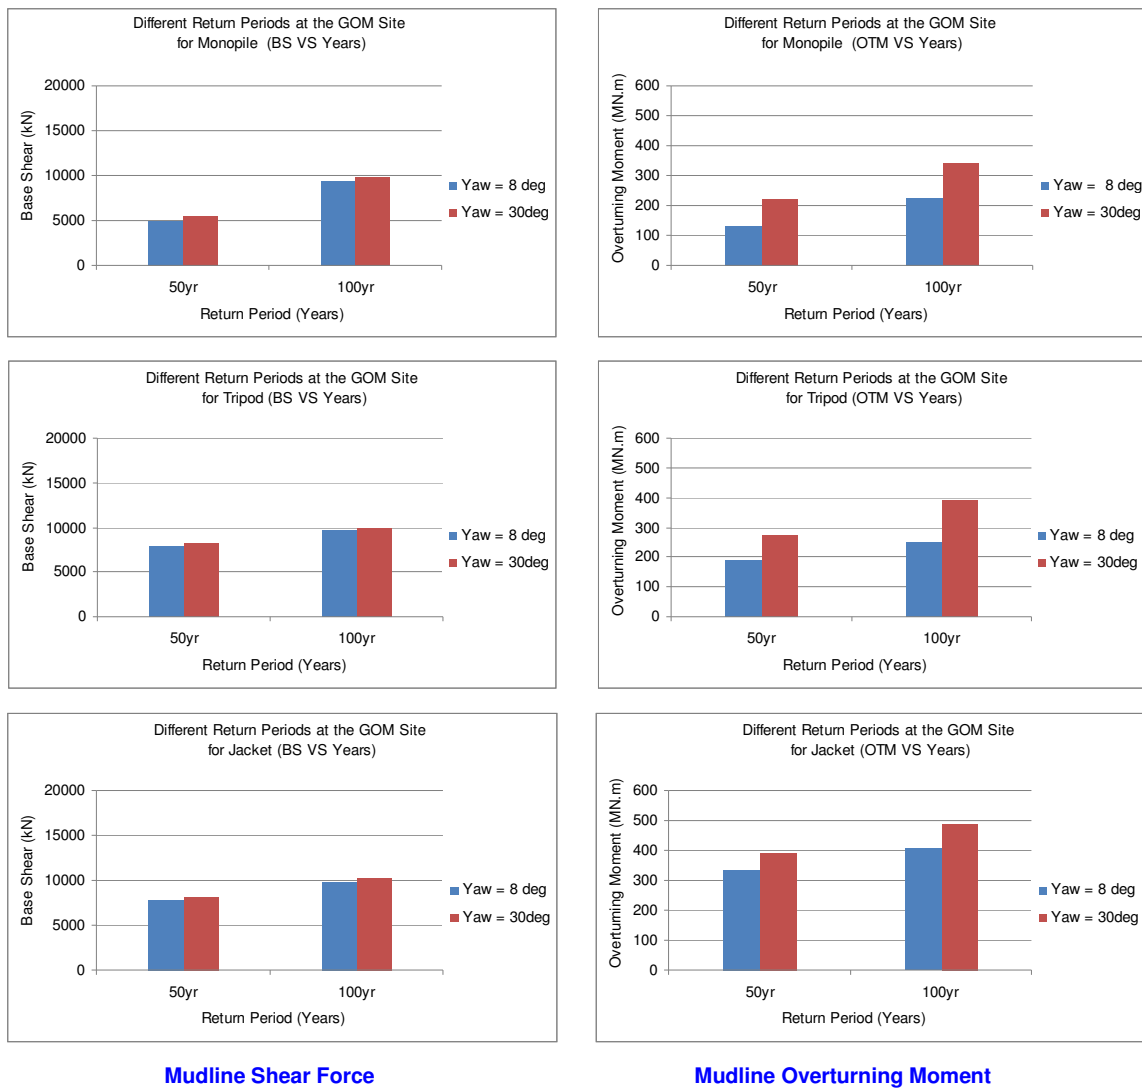 Different Return Periods at the GOM Site
for Monopile (BS VS Years)
Base Shear (kN)
20000
15000
10000
5000
0
50yr
100yr
Return Period (Years)
Yaw = 8 deg
Yaw = 30deg
Different Return Periods at the GOM Site
for Monopile (OTM VS Years)
Overturning Moment (MN.m)
600
500
400
300
200
100
0
50yr
100yr
Return Period (Years)
Yaw = 8 deg
Yaw = 30deg
Different Return Periods at the GOM Site
for Tripod (BS VS Years)
Base Shear (kN)
20000
15000
10000
5000
0
50yr
100yr
Return Period (Years)
Yaw = 8 deg
Yaw = 30deg
Different Return Periods at the GOM Site
for Tripod (OTM VS Years)
Overturning Moment (MN.m)
600
500
400
300
200
100
0
50yr
100yr
Return Period (Years)
Yaw = 8 deg
Yaw = 30deg
Different Return Periods at the GOM Site
for Jacket (BS VS Years)
Base Shear (kN)
20000
15000
10000
5000
0
50yr
100yr
Return Period (Years)
Yaw = 8 deg
Yaw = 30deg
Different Return Periods at the GOM Site
for Jacket (OTM VS Years)
Overturning Moment (MN.m)
600
500
400
300
200
100
0
50yr
100yr
Return Period (Years)
Yaw = 8 deg
Yaw = 30deg
Mudline Shear Force
Mudline Overturning Moment